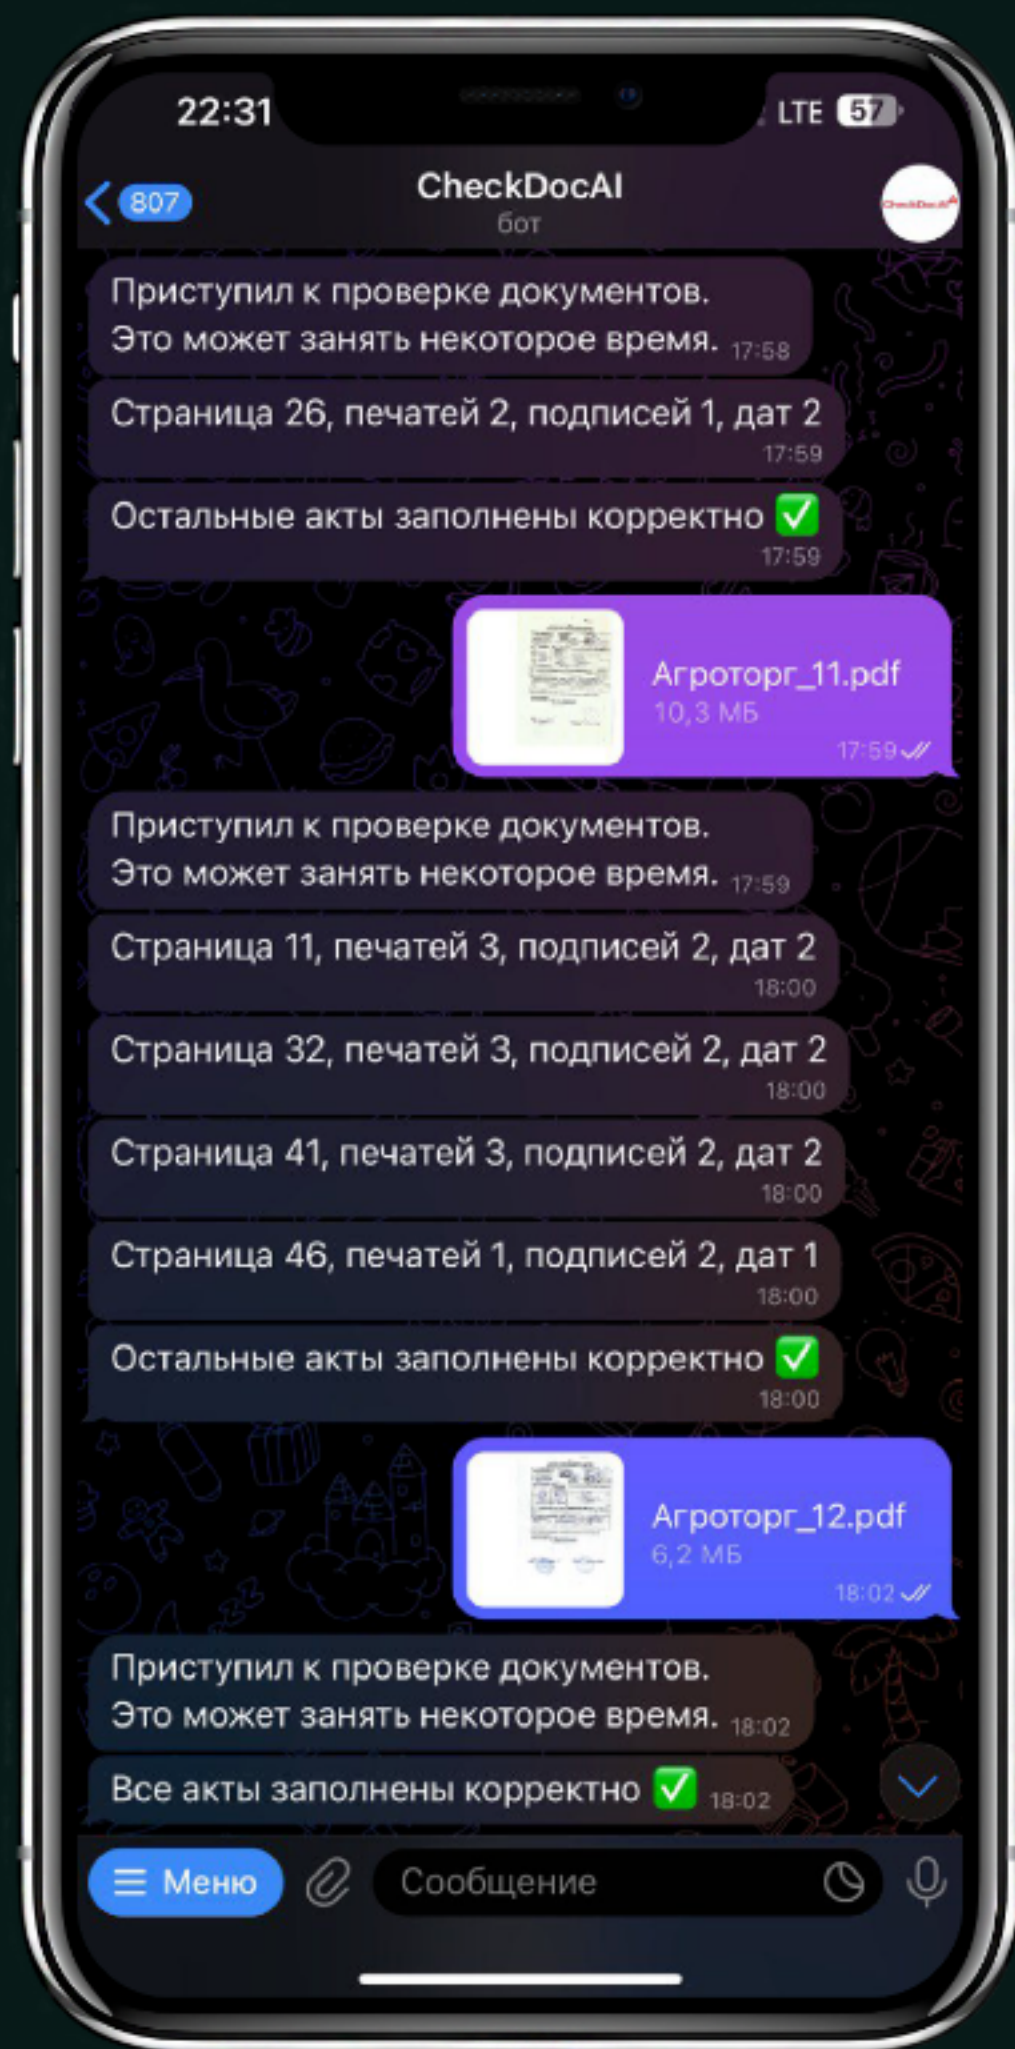 22:31
LTE 57
807
CheckDocAI
бот
CheckDocAI
Приступил к проверке документов.
Это может занять некоторое время. 17:58
Страница 26, печатей 2, подписей 1, дат 2
17:59
Остальные акты заполнены корректно ✅
17:59
Агроторг_11.pdf
10,3 МБ
17:59
Приступил к проверке документов.
Это может занять некоторое время. 17:59
Страница 11, печатей 3, подписей 2, дат 2
18:00
Страница 32, печатей 3, подписей 2, дат 2
18:00
Страница 41, печатей 3, подписей 2, дат 2
18:00
Страница 46, печатей 1, подписей 2, дат 1
18:00
Остальные акты заполнены корректно ✅
18:00
Агроторг_12.pdf
6,2 МБ
18:02
Приступил к проверке документов.
Это может занять некоторое время. 18:02
Все акты заполнены корректно ✅ 18:02
Меню
Сообщение